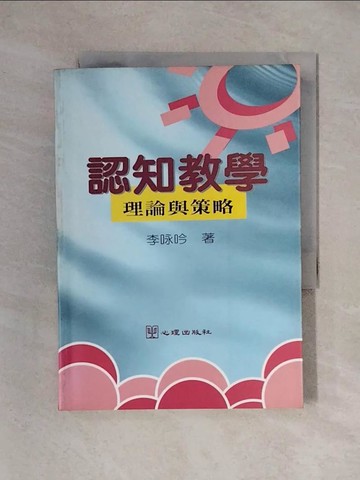 認知教學
理論與策略
李咏吟 著
心理出版社